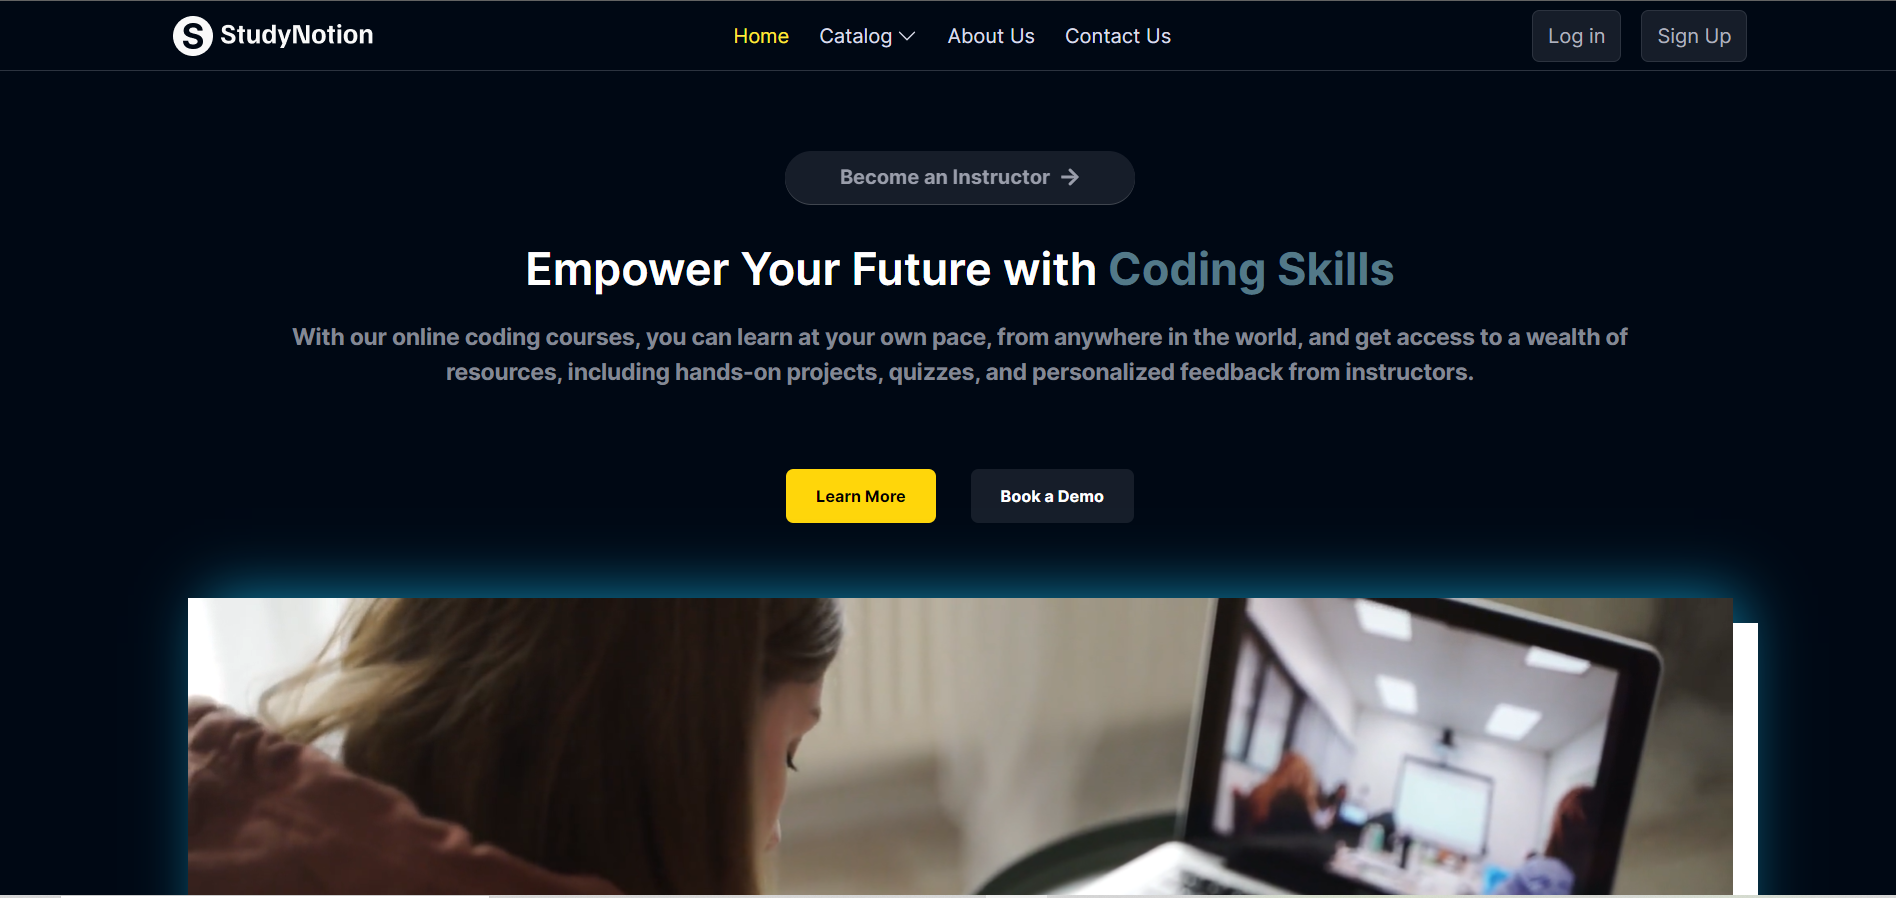 S StudyNotion
Home Catalog About Us Contact Us
Log in Sign Up
Become an Instructor →
Empower Your Future with Coding Skills
With our online coding courses, you can learn at your own pace, from anywhere in the world, and get access to a wealth of
resources, including hands-on projects, quizzes, and personalized feedback from instructors.
Learn More Book a Demo